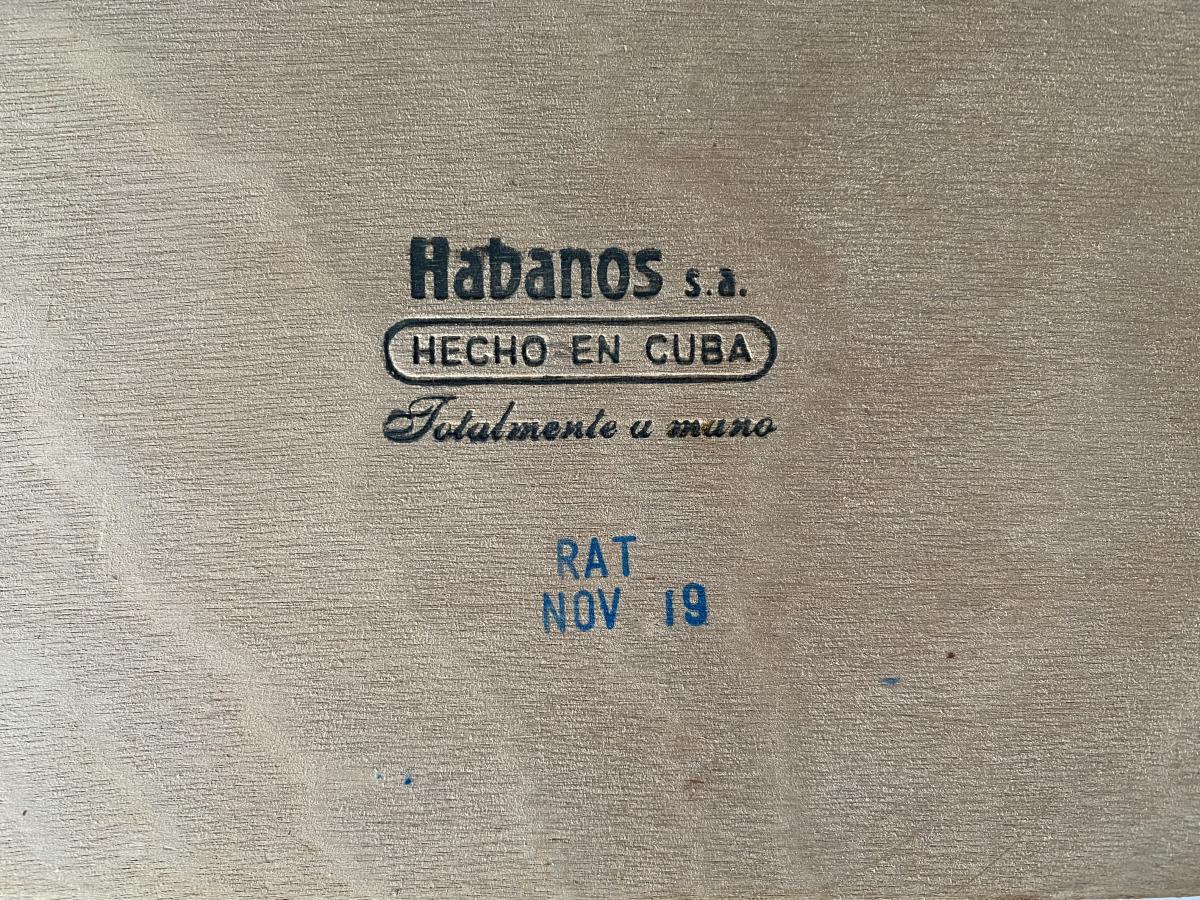 Habanos s.a.
HECHO EN CUBA
Totalmente a mano
RAT
NOV 19